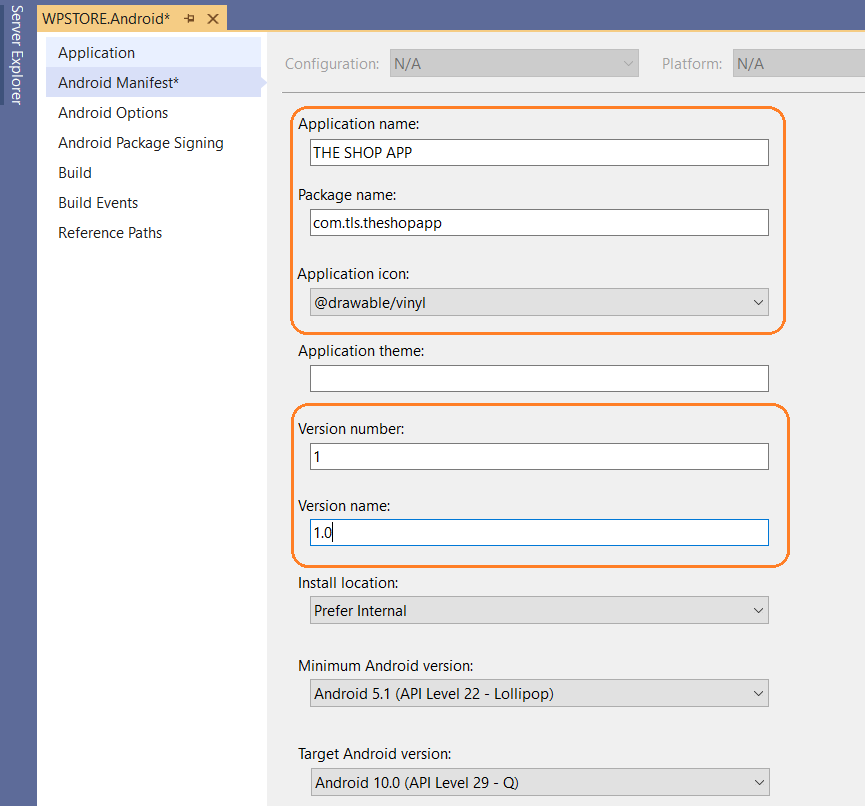 Server Explorer
WPSTORE.Android*
Application
Android Manifest*
Android Options
Android Package Signing
Build
Build Events
Reference Paths
Configuration: N/A Platform: N/A
Application name:
THE SHOP APP
Package name:
com.tls.theshopapp
Application icon:
@drawable/vinyl
Application theme:
Version number:
1
Version name:
1.0
Install location:
Prefer Internal
Minimum Android version:
Android 5.1 (API Level 22 - Lollipop)
Target Android version:
Android 10.0 (API Level 29 - Q)